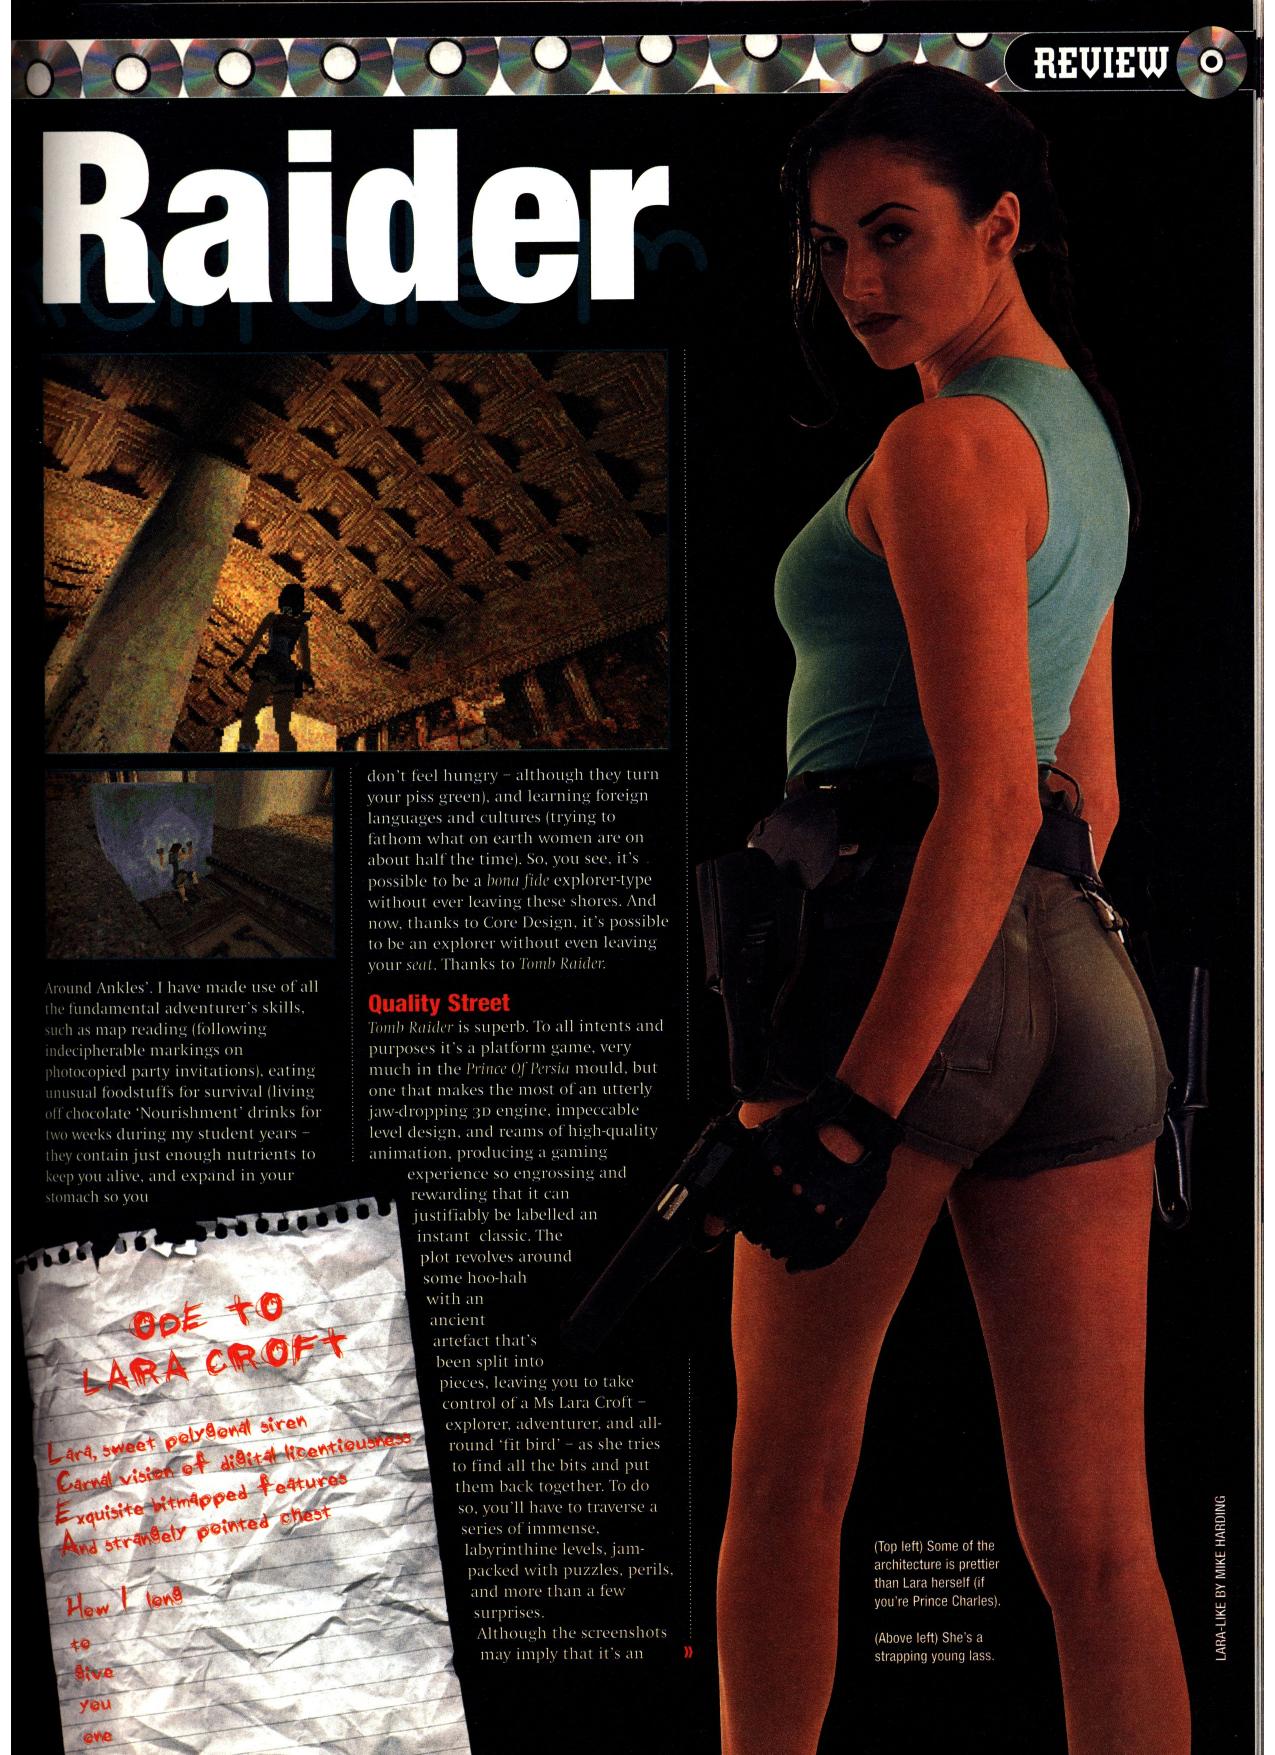 REVIEW
Raider
Around Ankles'. I have made use of all
the fundamental adventurer's skills,
such as map reading (following
indecipherable markings on
photocopied party invitations), eating
unusual foodstuffs for survival (living
off chocolate 'Nourishment' drinks for
two weeks during my student years –
they contain just enough nutrients to
keep you alive, and expand in your
stomach so you
don't feel hungry – although they turn
your piss green), and learning foreign
languages and cultures (trying to
fathom what on earth women are on
about half the time). So, you see, it's
possible to be a bona fide explorer-type
without ever leaving these shores. And
now, thanks to Core Design, it's possible
to be an explorer without even leaving
your seat. Thanks to Tomb Raider.
Quality Street
Tomb Raider is superb. To all intents and
purposes it's a platform game, very
much in the Prince Of Persia mould, but
one that makes the most of an utterly
jaw-dropping 3D engine, impeccable
level design, and reams of high-quality
animation, producing a gaming
experience so engrossing and
rewarding that it can
justifiably be labelled an
instant classic. The
plot revolves around
some hoo-hah
with an
ancient
artefact that's
been split into
pieces, leaving you to take
control of a Ms Lara Croft –
explorer, adventurer, and all-
round 'fit bird' – as she tries
to find all the bits and put
them back together. To do
so, you'll have to traverse a
series of immense,
labyrinthine levels, jam-
packed with puzzles, perils,
and more than a few
surprises.
Although the screenshots
may imply that it's an
»
ODE TO
LARA CROFT
Lara, sweet polygonal siren
Carnal vision of digital licentiousness
Exquisite bitmapped features
And strangely pointed chest
How I long
to
give
you
one
(Top left) Some of the
architecture is prettier
than Lara herself (if
you're Prince Charles).
(Above left) She's a
strapping young lass.
LARA-LIKE BY MIKE HARDING